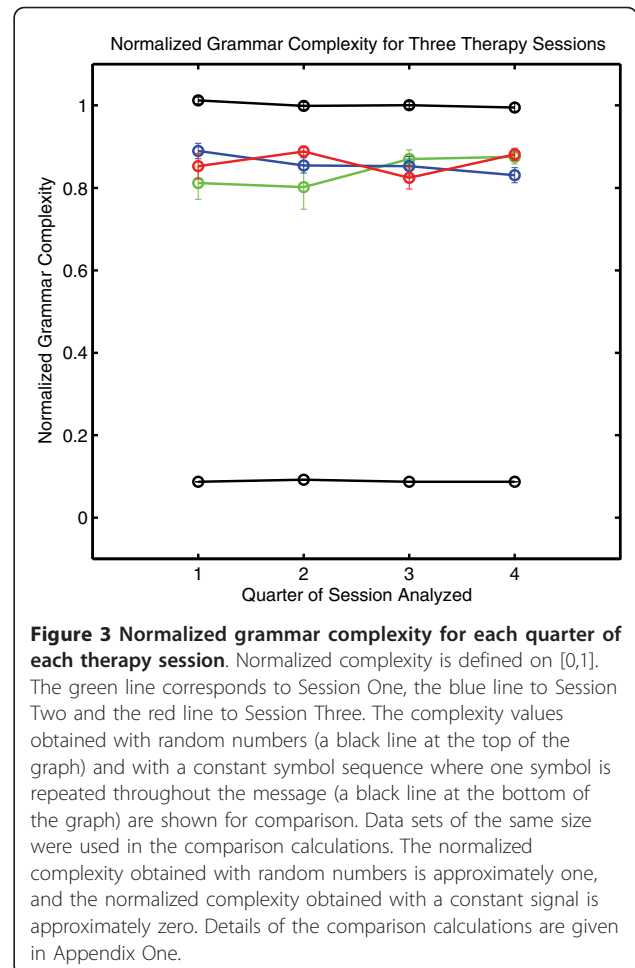 Normalized Grammar Complexity for Three Therapy Sessions
1
0.8
0.6
0.4
0.2
0
Normalized Grammar Complexity
1 2 3 4
Quarter of Session Analyzed
Figure 3 Normalized grammar complexity for each quarter of
each therapy session. Normalized complexity is defined on [0,1].
The green line corresponds to Session One, the blue line to Session
Two and the red line to Session Three. The complexity values
obtained with random numbers (a black line at the top of the
graph) and with a constant symbol sequence where one symbol is
repeated throughout the message (a black line at the bottom of
the graph) are shown for comparison. Data sets of the same size
were used in the comparison calculations. The normalized
complexity obtained with random numbers is approximately one,
and the normalized complexity obtained with a constant signal is
approximately zero. Details of the comparison calculations are given
in Appendix One.